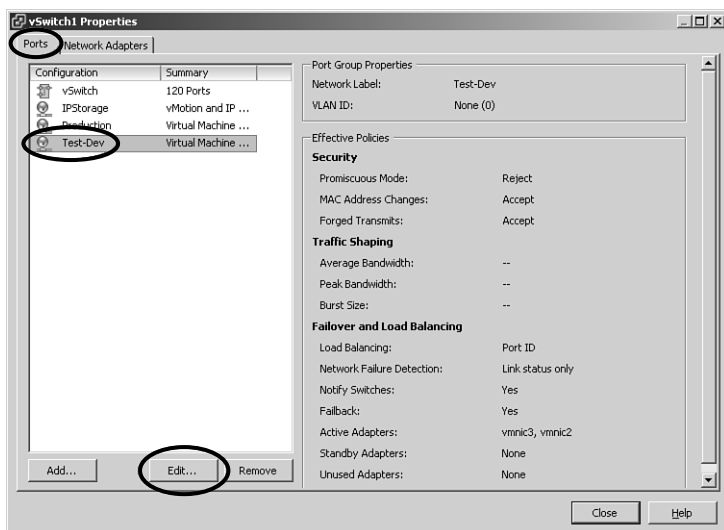 vSwitch1 Properties
Ports Network Adapters
Configuration Summary
vSwitch 120 Ports
IPStorage vMotion and IP ...
Production Virtual Machine ...
Test-Dev Virtual Machine ...
Add... Edit... Remove
Port Group Properties
Network Label: Test-Dev
VLAN ID: None (0)
Effective Policies
Security
Promiscuous Mode: Reject
MAC Address Changes: Accept
Forged Transmits: Accept
Traffic Shaping
Average Bandwidth: --
Peak Bandwidth: --
Burst Size: --
Failover and Load Balancing
Load Balancing: Port ID
Network Failure Detection: Link status only
Notify Switches: Yes
Failback: Yes
Active Adapters: vmnic3, vmnic2
Standby Adapters: None
Unused Adapters: None
Close Help